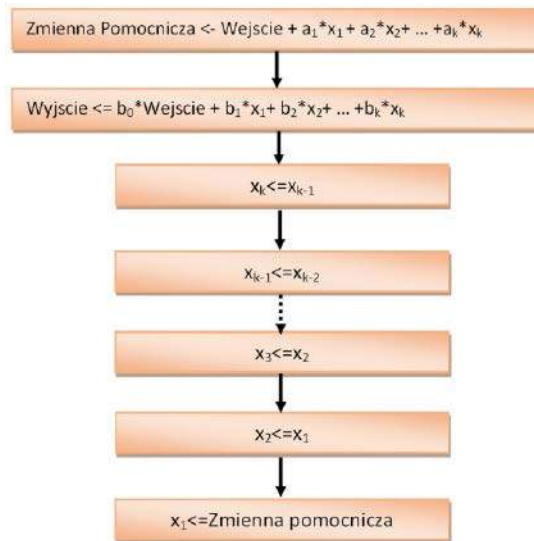 Zmienna Pomocnicza <- Wejscie + a₁*x₁ + a₂*x₂+ ... +aₖ*xₖ
Wyjscie <= b₀*Wejscie + b₁*x₁+ b₂*x₂+ ... +bₖ*xₖ
xₖ<=xₖ₋₁
xₖ₋₁<=xₖ₋₂
x₃<=x₂
x₂<=x₁
x₁<=Zmienna pomocnicza